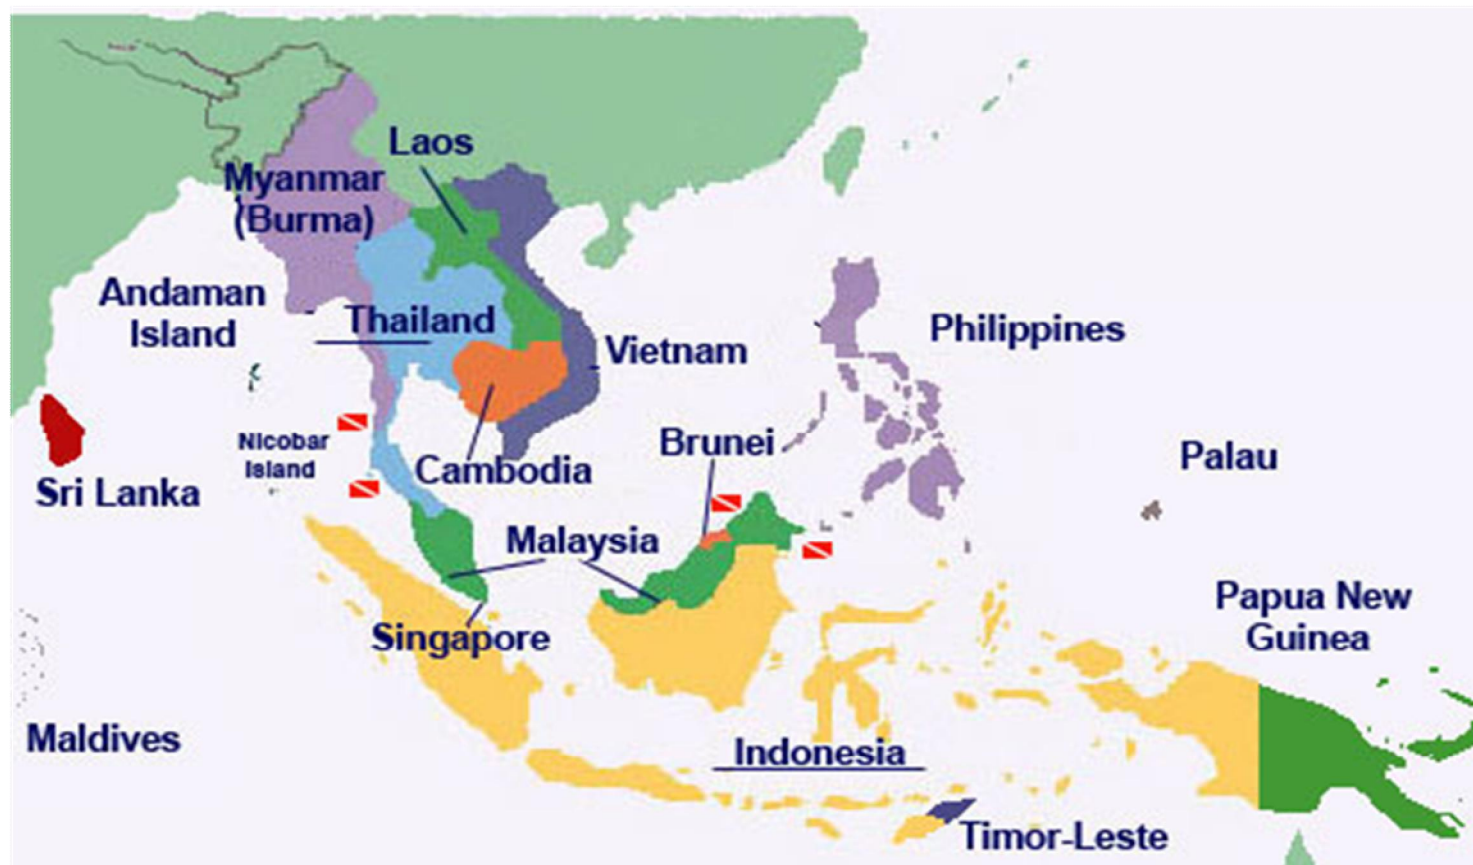 Laos
Myanmar
(Burma)
Andaman
Island
Thailand
Philippines
Vietnam
Brunei
Nicobar
Island
Cambodia
Palau
Sri Lanka
Malaysia
Papua New
Guinea
Singapore
Maldives
Indonesia
Timor-Leste